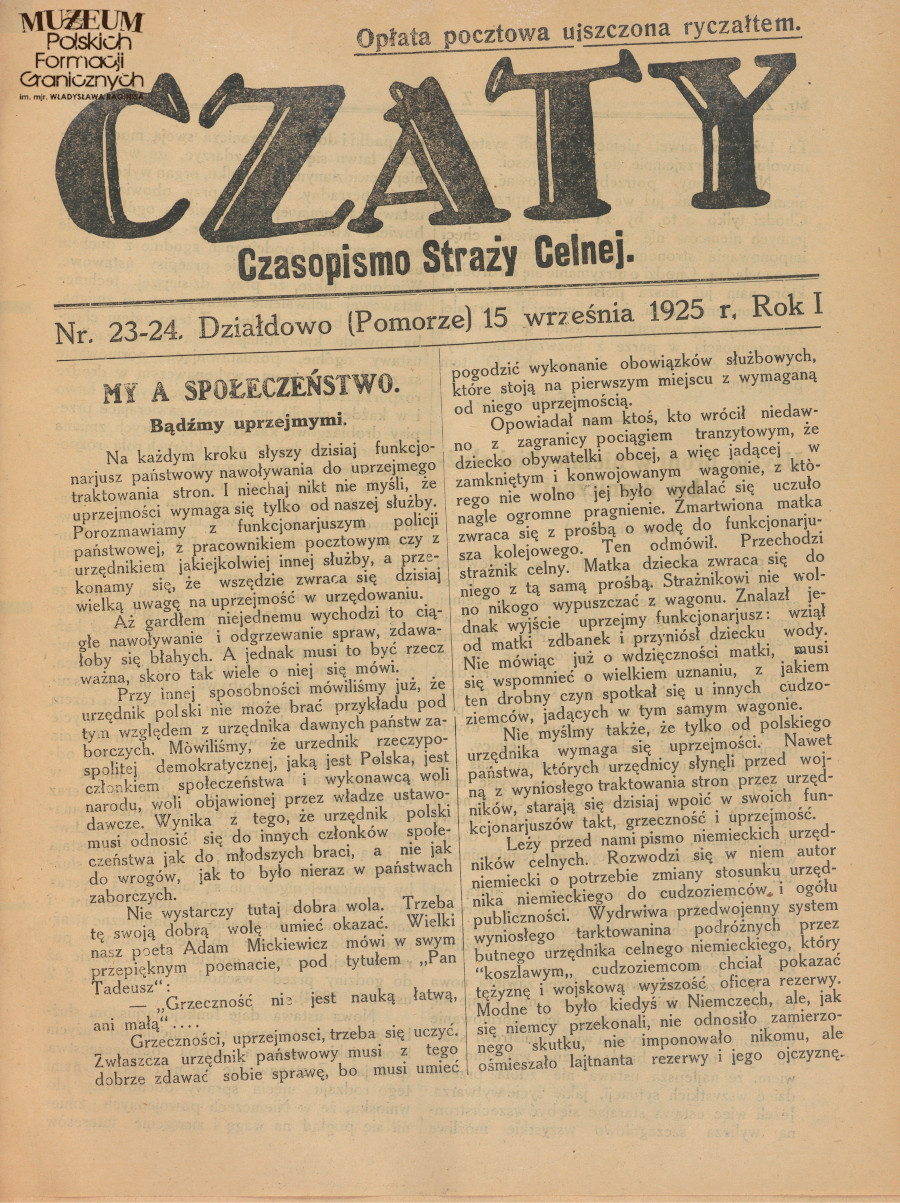 MUZEUM
Polskich
Formacji
Granicznych
im. mjr. WŁADYSŁAWA RAGINISA
Opłata pocztowa uiszczona ryczałtem.
CZATY
Czasopismo Straży Celnej.
Nr. 23-24. Działdowo (Pomorze) 15 września 1925 r. Rok I
MY A SPOŁECZEŃSTWO.
Bądźmy uprzejmymi.
Na każdym kroku słyszy dzisiaj funkcjo-
narjusz państwowy nawoływania do uprzejmego
traktowania stron. I niechaj nikt nie myśli, że
uprzejmości wymaga się tylko od naszej służby.
Porozmawiamy z funkcjonarjuszym policji
państwowej, z pracownikiem pocztowym czy z
urzędnikiem jakiejkolwiej innej służby, a prze-
konamy się, że wszędzie zwraca się dzisiaj
wielką uwagę na uprzejmość w urzędowaniu.
Aż gardłem niejednemu wychodzi to cią-
głe nawoływanie i odgrzewanie spraw, zdawa-
łoby się błahych. A jednak musi to być rzecz
ważna, skoro tak wiele o niej się mówi.
Przy innej sposobności mówiliśmy już, że
urzędnik polski nie może brać przykładu pod
tym względem z urzędnika dawnych państw za-
borczych. Mówiliśmy, że urzednik rzeczypo-
spolitej demokratycznej, jaką jest Polska, jest
członkiem społeczeństwa i wykonawcą woli
narodu, woli objawionej przez władze ustawo-
dawcze. Wynika z tego, że urzędnik polski
musi odnosić się do innych członków społe-
czeństwa jak do młodszych braci, a nie jak
do wrogów, jak to było nieraz w państwach
zaborczych.
Nie wystarczy tutaj dobra wola. Trzeba
tę swoją dobrą wolę umieć okazać. Wielki
nasz poeta Adam Mickiewicz mówi w swym
przepięknym poemacie, pod tytułem „Pan
Tadeusz“:
— „Grzeczność nie jest nauką łatwą,
ani małą“....
Grzeczności, uprzejmosci, trzeba się uczyć.
Zwłaszcza urzędnik państwowy musi z tego
dobrze zdawać sobie sprawę, bo musi umieć
pogodzić wykonanie obowiązków służbowych,
które stoją na pierwszym miejscu z wymaganą
od niego uprzejmością.
Opowiadał nam ktoś, kto wrócił niedaw-
no z zagranicy pociągiem tranzytowym, że
dziecko obywatelki obcej, a więc jadącej w
zamkniętym i konwojowanym wagonie, z któ-
rego nie wolno jej było wydalać się uczuło
nagle ogromne pragnienie. Zmartwiona matka
zwraca się z prośbą o wodę do funkcjonarju-
sza kolejowego. Ten odmówił. Przechodzi
strażnik celny. Matka dziecka zwraca się do
niego z tą samą prośbą. Strażnikowi nie wol-
no nikogo wypuszczać z wagonu. Znalazł je-
dnak wyjście uprzejmy funkcjonarjusz: wziął
od matki zdbanek i przyniósł dziecku wody.
Nie mówiąc już o wdzięczności matki, musi
się wspomnieć o wielkiem uznaniu, z jakiem
ten drobny czyn spotkał się u innych cudzo-
ziemców, jadących w tym samym wagonie.
Nie myślmy także, że tylko od polskiego
urzędnika wymaga się uprzejmości. Nawet
państwa, których urzędnicy słynęli przed woj-
ną z wyniosłego traktowania stron przez urzęd-
ników, starają się dzisiaj wpoić w swoich fun-
kcjonarjuszów takt, grzeczność i uprzejmość.
Leży przed nami pismo niemieckich urzęd-
ników celnych. Rozwodzi się w niem autor
niemiecki o potrzebie zmiany stosunku urzęd-
nika niemieckiego do cudzoziemców i ogółu
publiczności. Wydrwiwa przedwojenny system
wyniosłego tarktowanina podróżnych przez
butnego urzędnika celnego niemieckiego, który
“koszlawym„ cudzoziemcom chciał pokazać
tężyznę i wojskową wyższość oficera rezerwy.
Modne to było kiedyś w Niemczech, ale, jak
się niemcy przekonali, nie odnosiło zamierzo-
nego skutku, nie imponowało nikomu, ale
ośmieszało lajtnanta rezerwy i jego ojczyznę.